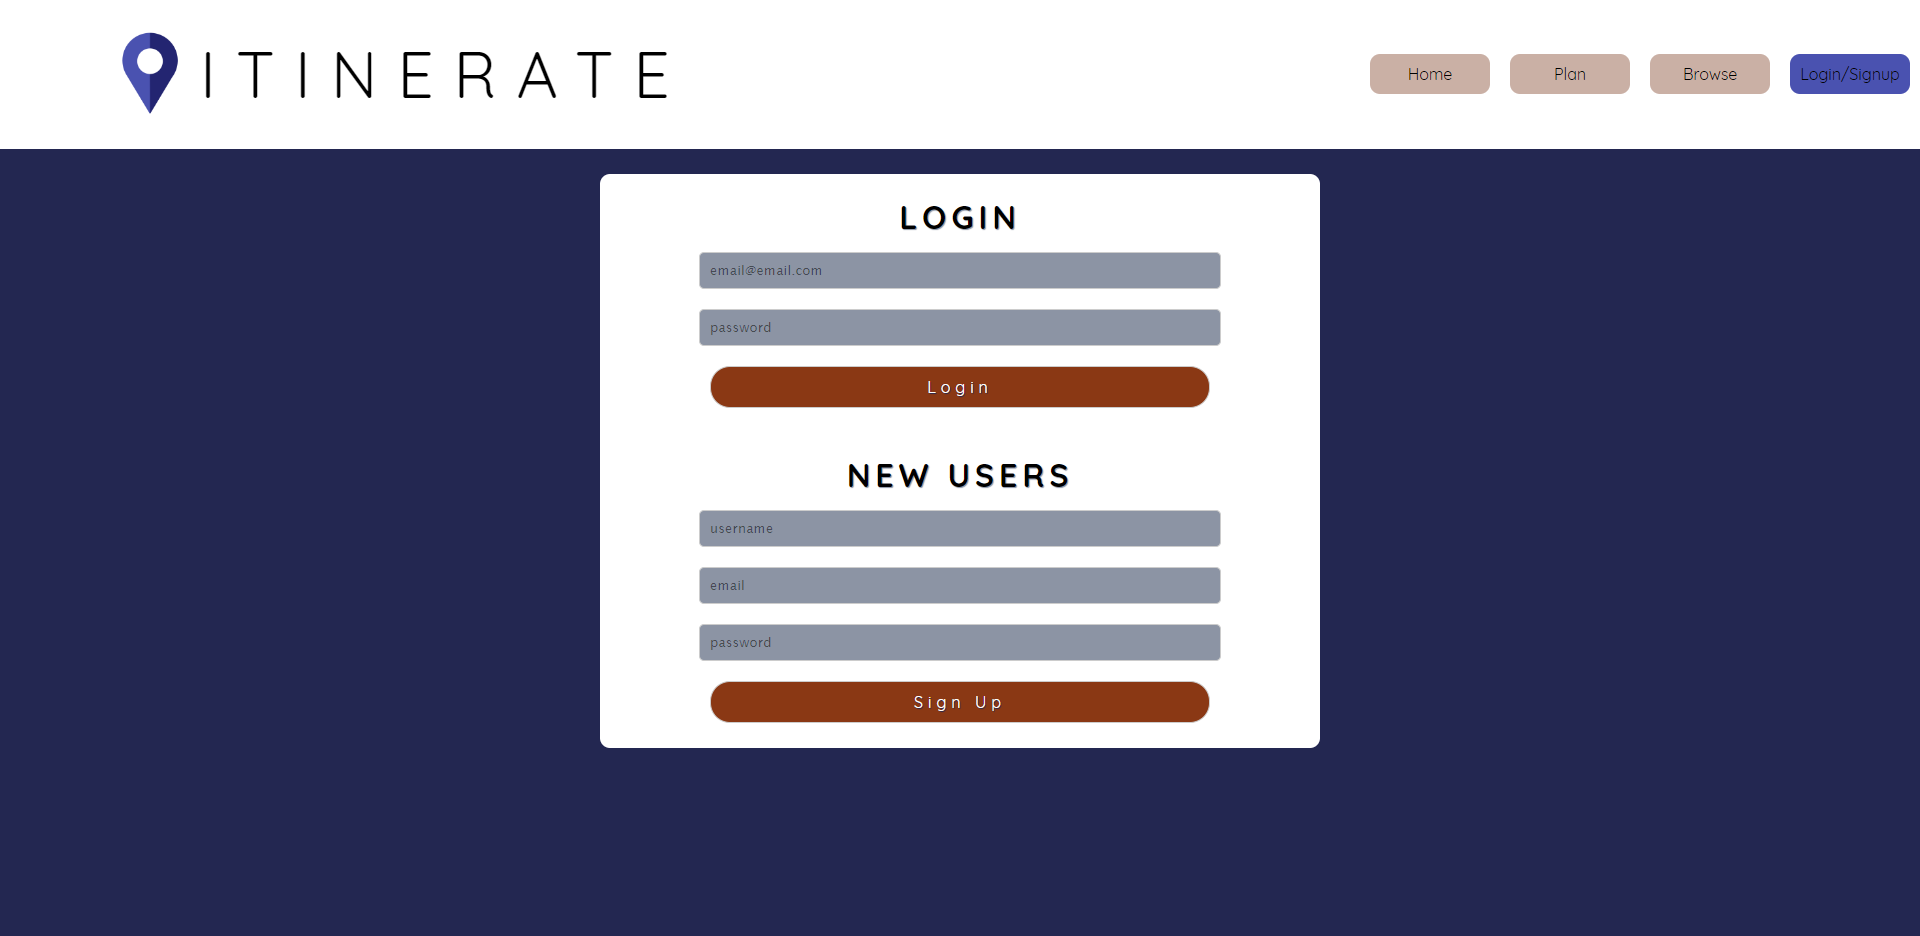 ITINERATE
Home Plan Browse Login/Signup
LOGIN
email@email.com
password
Login
NEW USERS
username
email
password
Sign Up